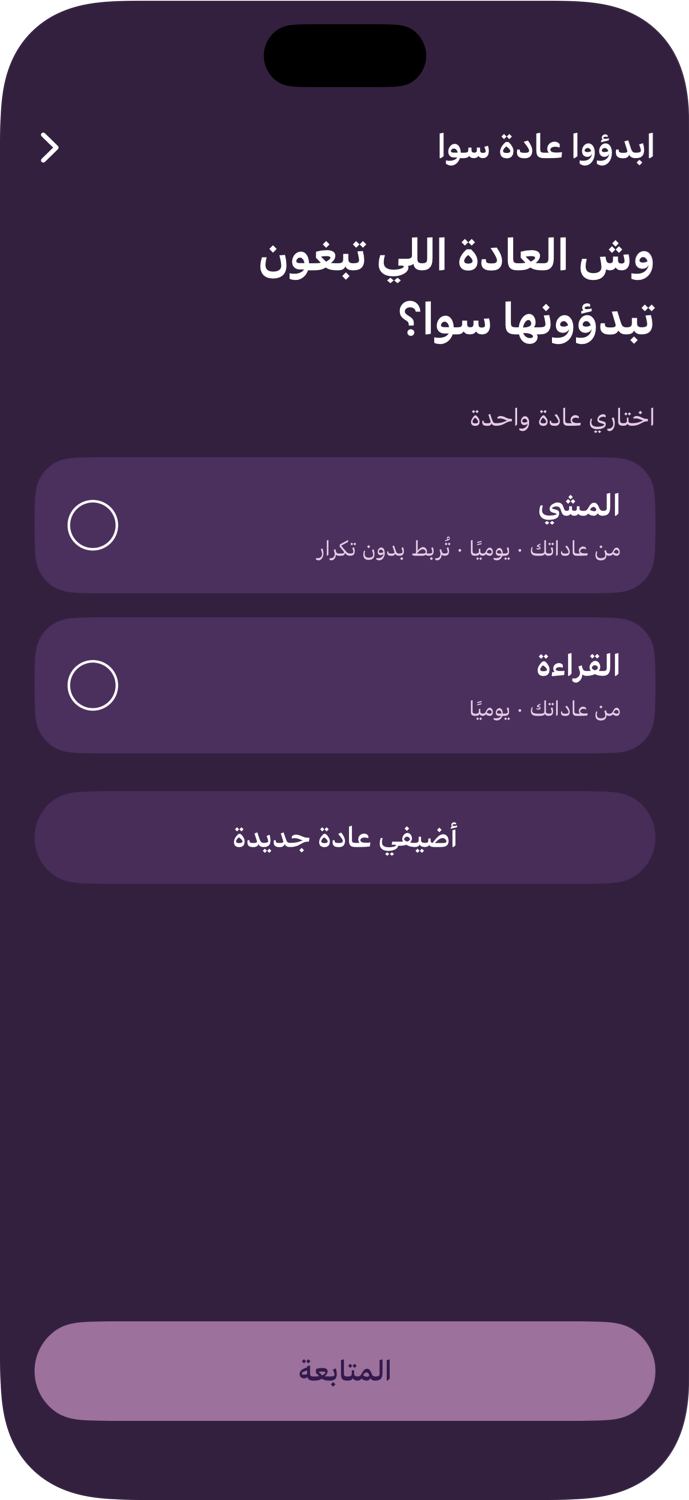 ابدؤوا عادة سوا
وش العادة اللي تبغون
تبدؤونها سوا؟
اختاري عادة واحدة
المشي
من عاداتك · يوميًا · تُربط بدون تكرار
القراءة
من عاداتك · يوميًا
أضيفي عادة جديدة
المتابعة